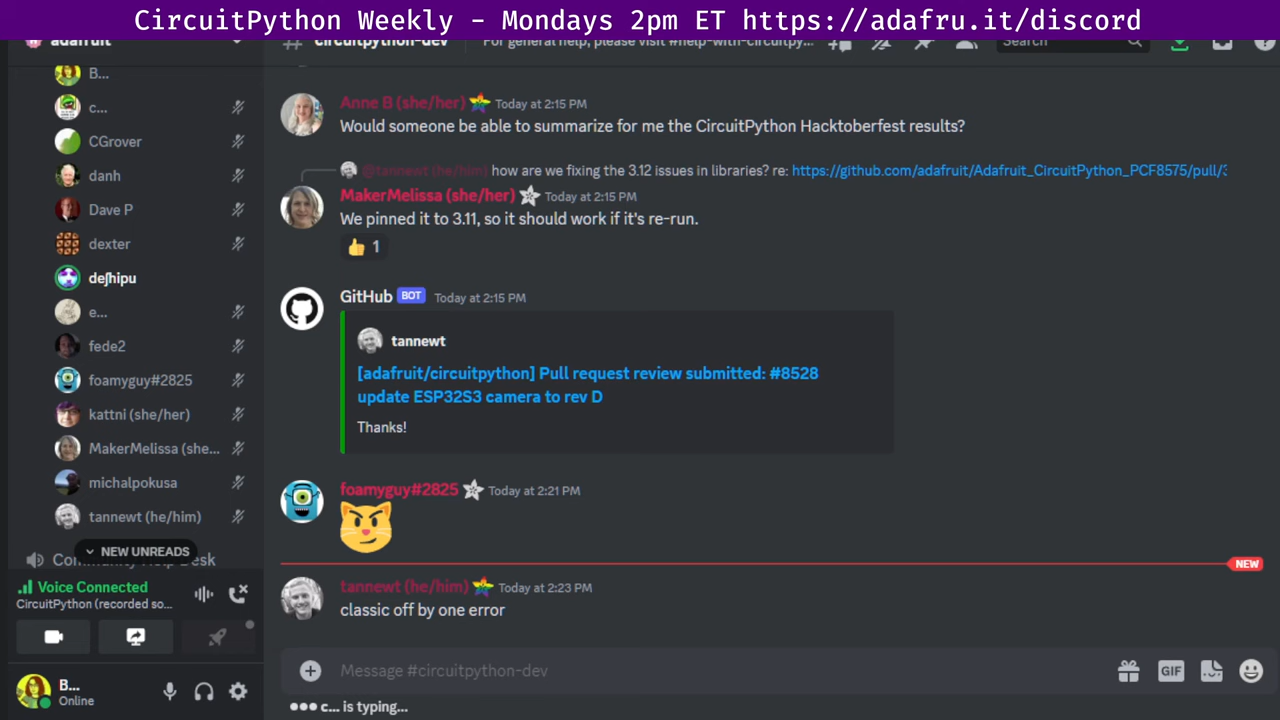 CircuitPython Weekly - Mondays 2pm ET https://adafru.it/discord
adafruit
circuitpython-dev
For general help, please visit #help-with-circuitpy...
Search
B...
c...
CGrover
danh
Dave P
dexter
deʃhipu
e...
fede2
foamyguy#2825
kattni (she/her)
MakerMelissa (she...
michalpokusa
tannewt (he/him)
NEW UNREADS
Community Help Desk
Voice Connected
CircuitPython (recorded so...
B...
Online
Anne B (she/her) Today at 2:15 PM
Would someone be able to summarize for me the CircuitPython Hacktoberfest results?
@tannewt (he/him) how are we fixing the 3.12 issues in libraries? re: https://github.com/adafruit/Adafruit_CircuitPython_PCF8575/pull/3
MakerMelissa (she/her) Today at 2:15 PM
We pinned it to 3.11, so it should work if it's re-run.
1
GitHub BOT Today at 2:15 PM
tannewt
[adafruit/circuitpython] Pull request review submitted: #8528
update ESP32S3 camera to rev D
Thanks!
foamyguy#2825 Today at 2:21 PM
NEW
tannewt (he/him) Today at 2:23 PM
classic off by one error
Message #circuitpython-dev
GIF
c... is typing...